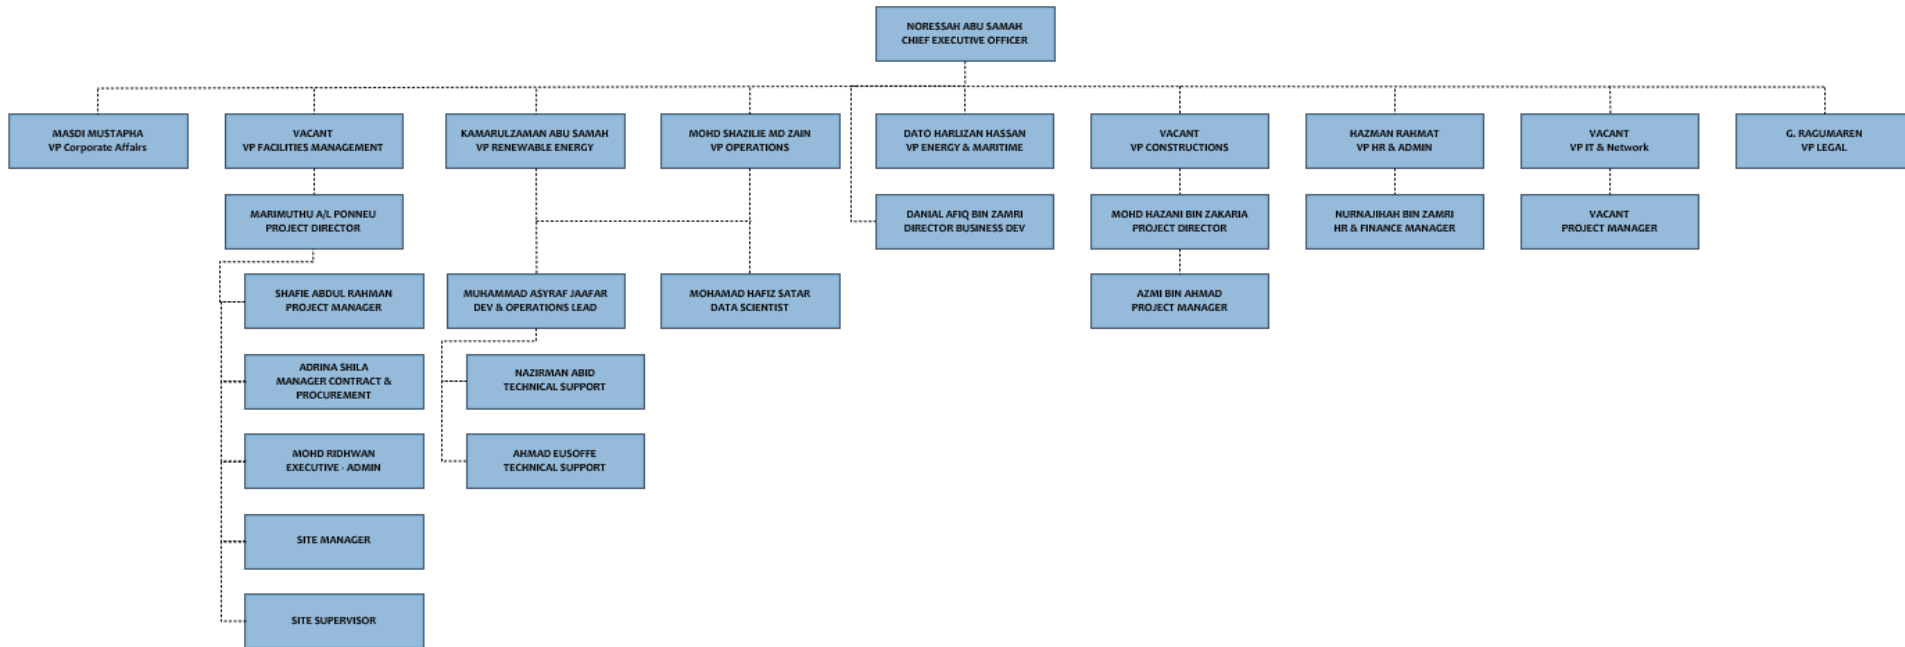 NORESSAH ABU SAMAH
CHIEF EXECUTIVE OFFICER
MASDI MUSTAPHA
VP Corporate Affairs
VACANT
VP FACILITIES MANAGEMENT
KAMARULZAMAN ABU SAMAH
VP RENEWABLE ENERGY
MOHD SHAZILIE MD ZAIN
VP OPERATIONS
DATO HARLIZAN HASSAN
VP ENERGY & MARITIME
VACANT
VP CONSTRUCTIONS
HAZMAN RAHMAT
VP HR & ADMIN
VACANT
VP IT & Network
G. RAGUMAREN
VP LEGAL
MARIMUTHU A/L PONNEU
PROJECT DIRECTOR
DANIAL AFIQ BIN ZAMRI
DIRECTOR BUSINESS DEV
MOHD HAZANI BIN ZAKARIA
PROJECT DIRECTOR
NURNAJIHAH BIN ZAMRI
HR & FINANCE MANAGER
VACANT
PROJECT MANAGER
SHAFIE ABDUL RAHMAN
PROJECT MANAGER
MUHAMMAD ASYRAF JAAFAR
DEV & OPERATIONS LEAD
MOHAMAD HAFIZ SATAR
DATA SCIENTIST
AZMI BIN AHMAD
PROJECT MANAGER
ADRINA SHILA
MANAGER CONTRACT &
PROCUREMENT
NAZIRMAN ABID
TECHNICAL SUPPORT
MOHD RIDHWAN
EXECUTIVE - ADMIN
AHMAD EUSOFFE
TECHNICAL SUPPORT
SITE MANAGER
SITE SUPERVISOR